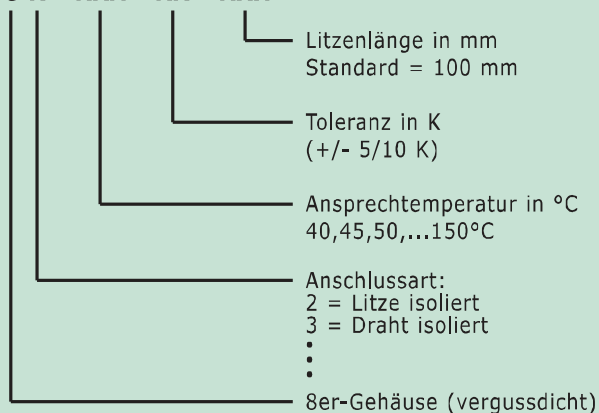 Litzenlänge in mm
Standard = 100 mm
Toleranz in K
(+/- 5/10 K)
Ansprechtemperatur in °C
40,45,50,...150°C
Anschlussart:
2 = Litze isoliert
3 = Draht isoliert
8er-Gehäuse (vergussdicht)